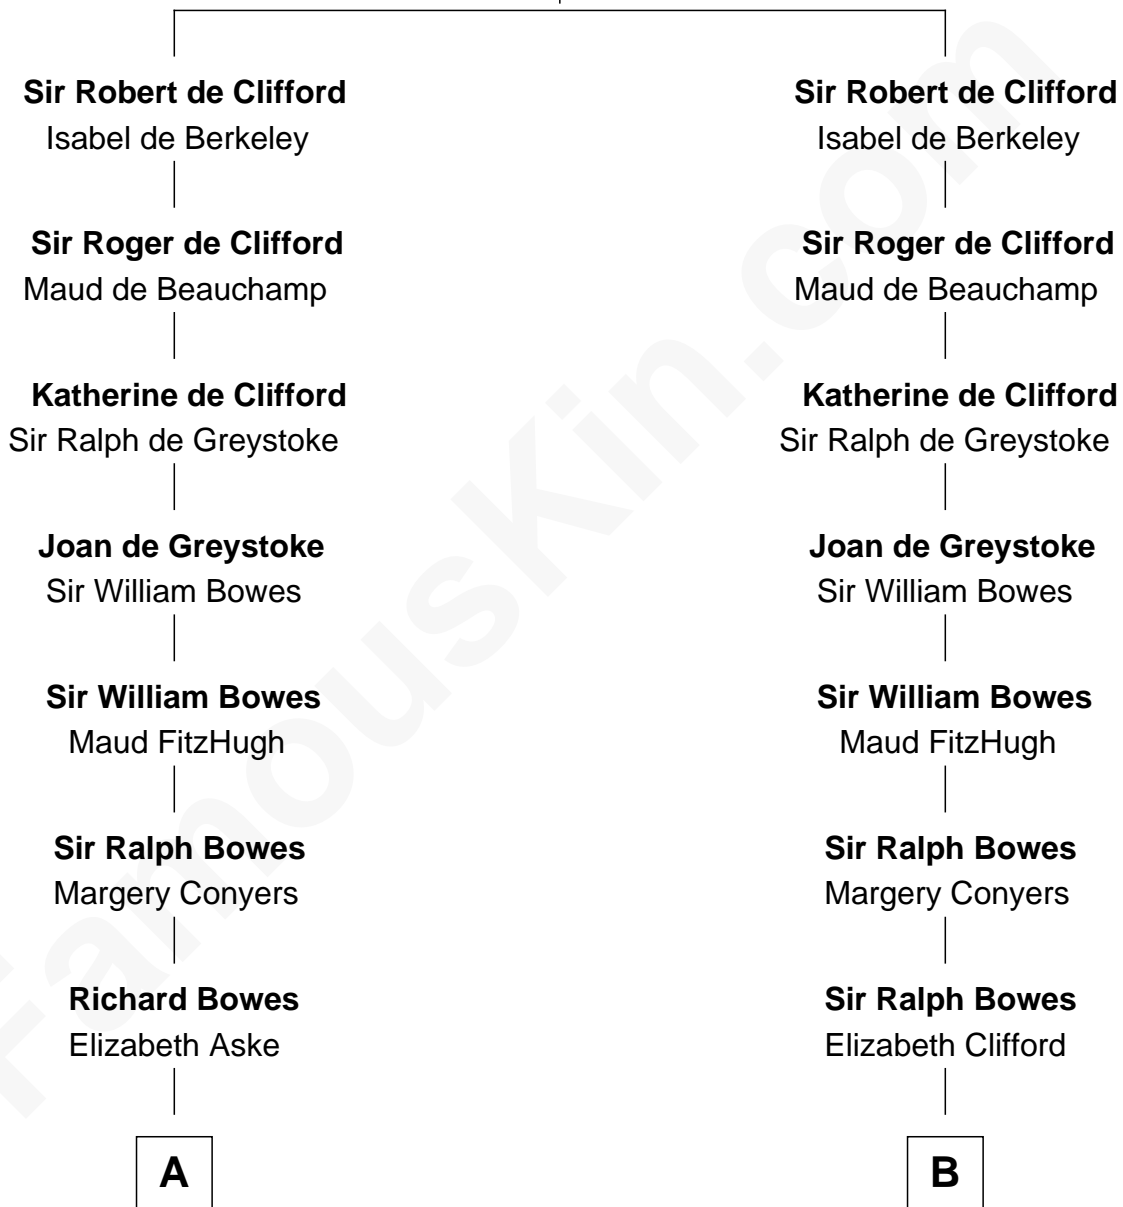 Sir Robert de Clifford
Isabel de Berkeley
Sir Roger de Clifford
Maud de Beauchamp
Katherine de Clifford
Sir Ralph de Greystoke
Joan de Greystoke
Sir William Bowes
Sir William Bowes
Maud FitzHugh
Sir Ralph Bowes
Margery Conyers
Richard Bowes
Elizabeth Aske
A
Sir Robert de Clifford
Isabel de Berkeley
Sir Roger de Clifford
Maud de Beauchamp
Katherine de Clifford
Sir Ralph de Greystoke
Joan de Greystoke
Sir William Bowes
Sir William Bowes
Maud FitzHugh
Sir Ralph Bowes
Margery Conyers
Sir Ralph Bowes
Elizabeth Clifford
B
FamousKin.com